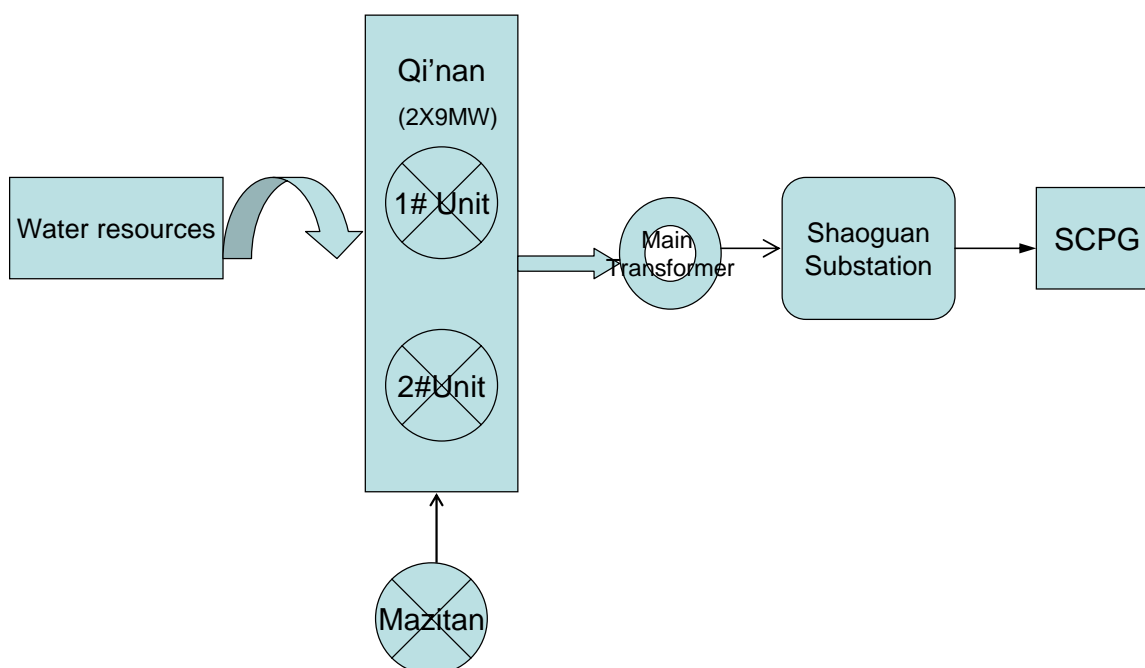 Qi’nan
(2X9MW)
1# Unit
Water resources
Main
Transformer
Shaoguan
Substation
SCPG
2#Unit
Mazitan